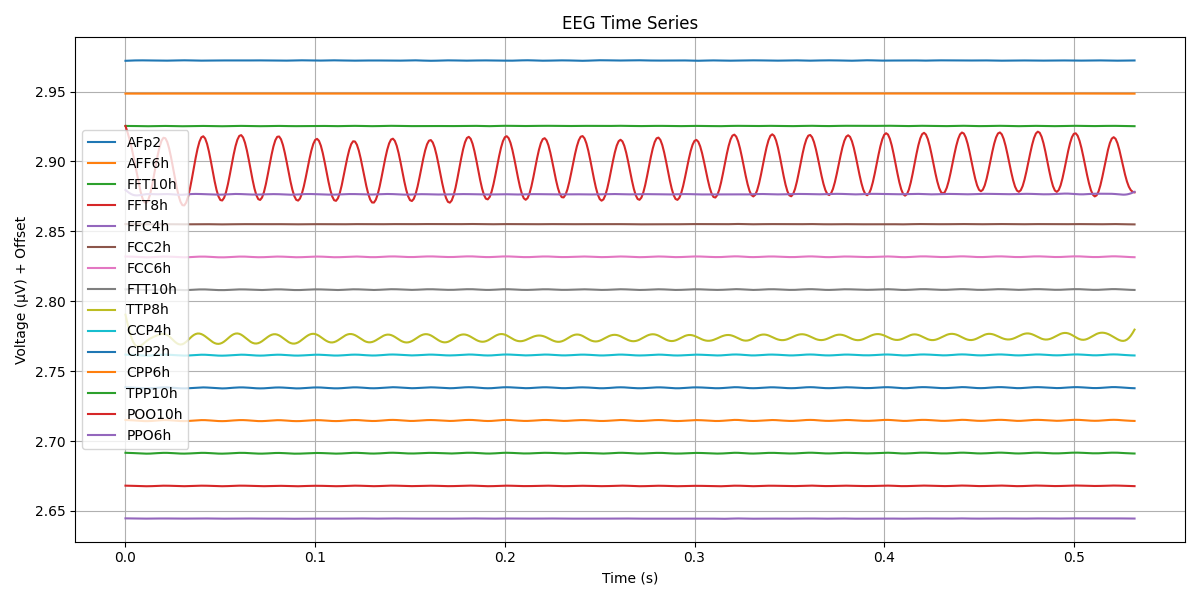 EEG Time Series
Voltage (µV) + Offset
2.95
2.90
2.85
2.80
2.75
2.70
2.65
AFp2
AFF6h
FFT10h
FFT8h
FFC4h
FCC2h
FCC6h
FTT10h
TTP8h
CCP4h
CPP2h
CPP6h
TPP10h
POO10h
PPO6h
0.0 0.1 0.2 0.3 0.4 0.5
Time (s)